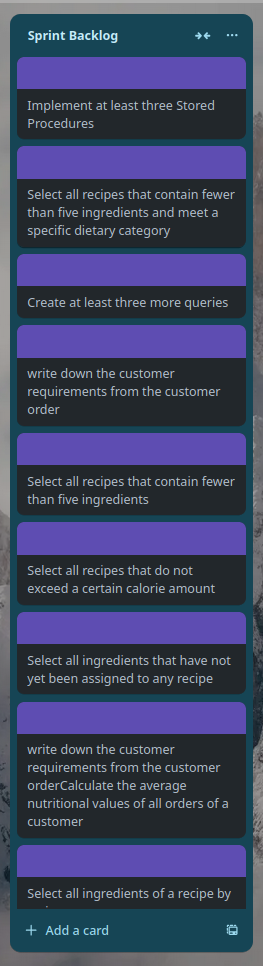 Sprint Backlog
Implement at least three Stored
Procedures
Select all recipes that contain fewer
than five ingredients and meet a
specific dietary category
Create at least three more queries
write down the customer
requirements from the customer
order
Select all recipes that contain fewer
than five ingredients
Select all recipes that do not
exceed a certain calorie amount
Select all ingredients that have not
yet been assigned to any recipe
write down the customer
requirements from the customer
orderCalculate the average
nutritional values of all orders of a
customer
Select all ingredients of a recipe by
Add a card